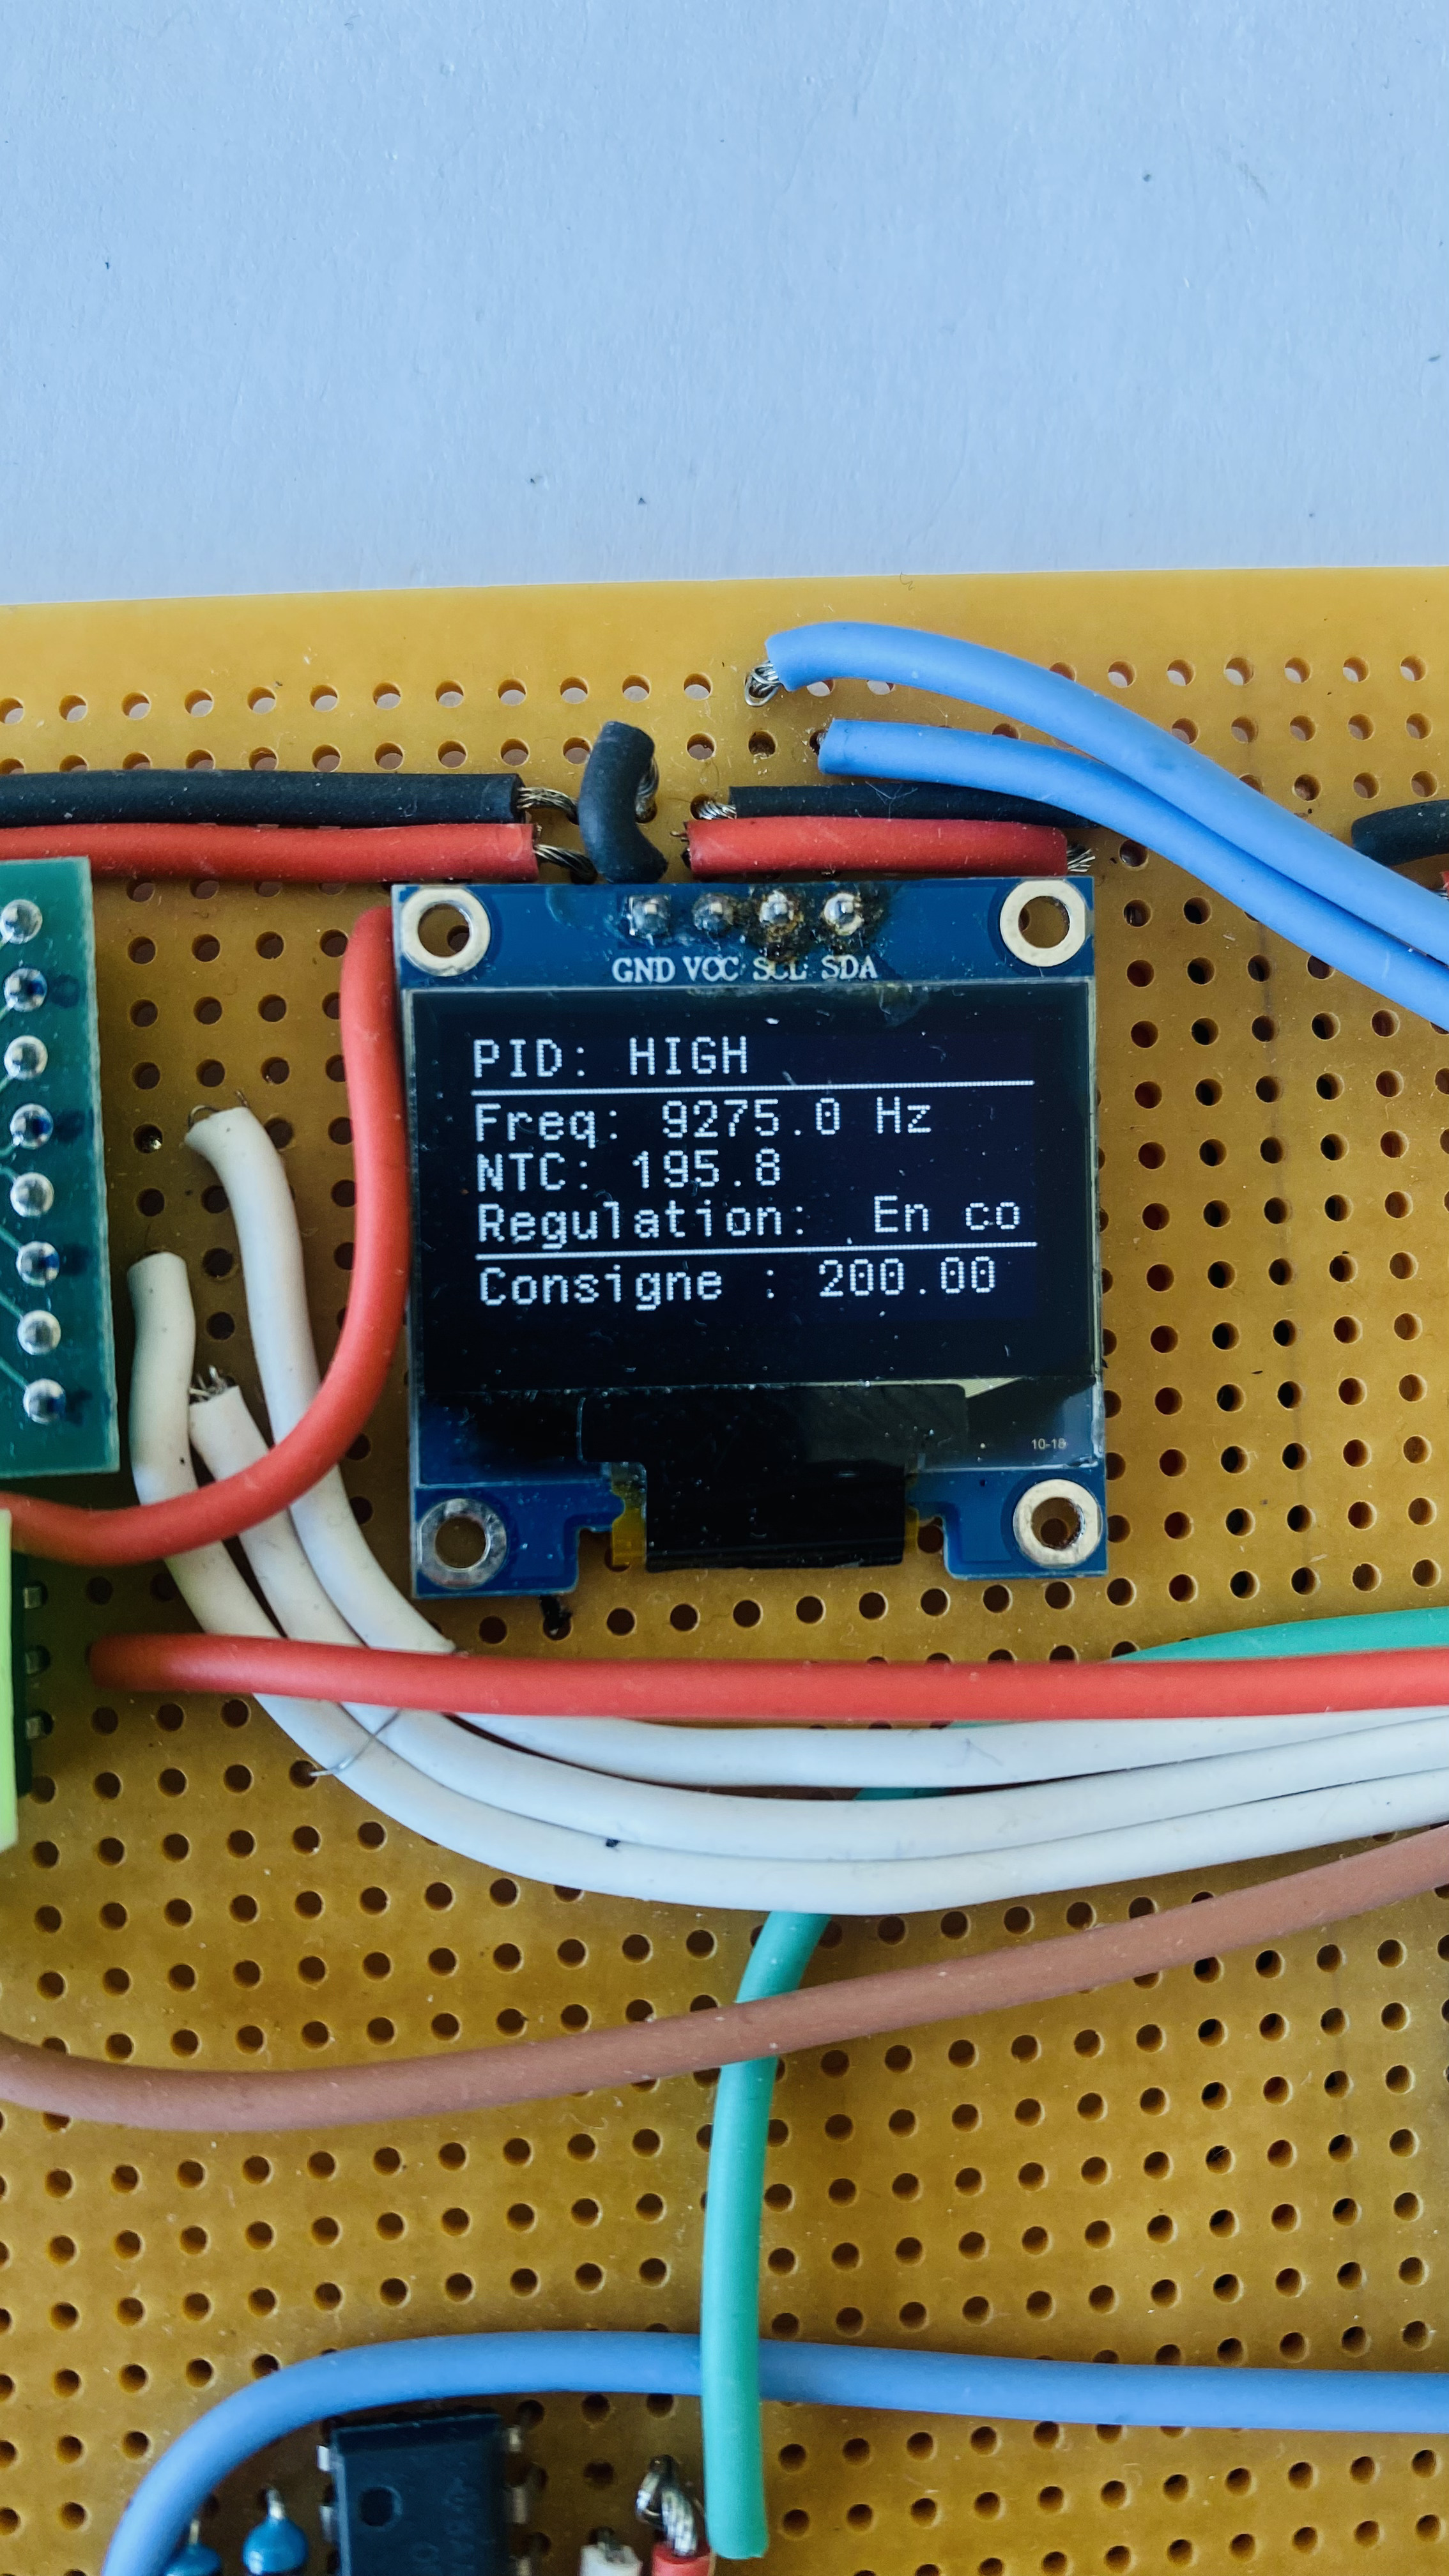 GND VCC SCL SDA
PID: HIGH
Freq: 9275.0 Hz
NTC: 195.8
Regulation: En co
Consigne : 200.00
10-18